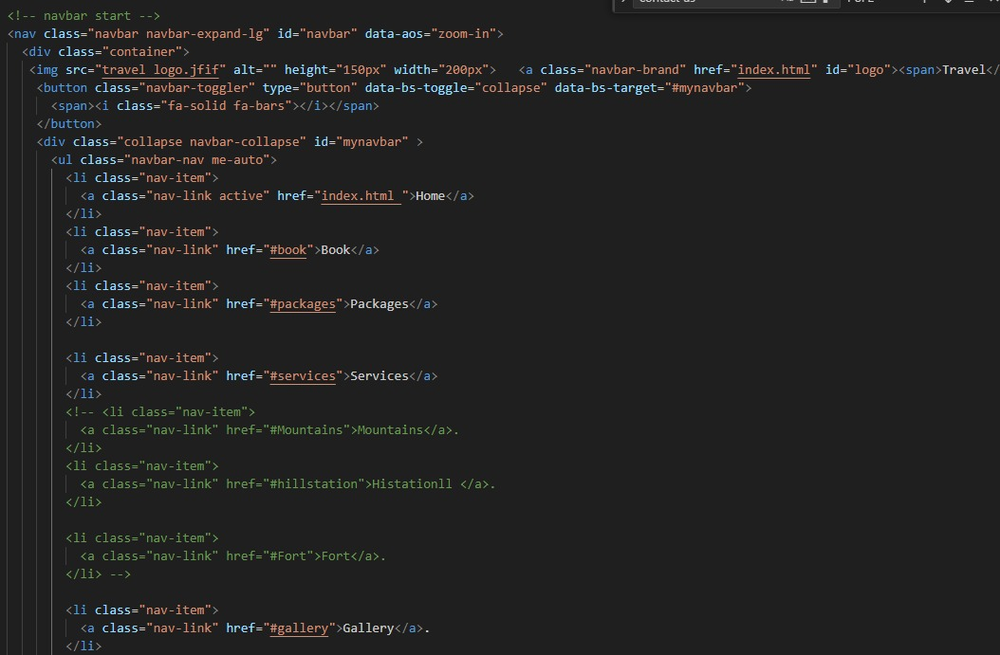 contact us
<!-- navbar start -->
<nav class="navbar navbar-expand-lg" id="navbar" data-aos="zoom-in">
<div class="container">
<img src="travel logo.jfif" alt="" height="150px" width="200px">   <a class="navbar-brand" href="index.html" id="logo"><span>Travel</
<button class="navbar-toggler" type="button" data-bs-toggle="collapse" data-bs-target="#mynavbar">
<span><i class="fa-solid fa-bars"></i></span>
</button>
<div class="collapse navbar-collapse" id="mynavbar" >
<ul class="navbar-nav me-auto">
<li class="nav-item">
<a class="nav-link active" href="index.html ">Home</a>
</li>
<li class="nav-item">
<a class="nav-link" href="#book">Book</a>
</li>
<li class="nav-item">
<a class="nav-link" href="#packages">Packages</a>
</li>
<li class="nav-item">
<a class="nav-link" href="#services">Services</a>
</li>
<!-- <li class="nav-item">
<a class="nav-link" href="#Mountains">Mountains</a>.
</li>
<li class="nav-item">
<a class="nav-link" href="#hillstation">Histationll </a>.
</li>
<li class="nav-item">
<a class="nav-link" href="#Fort">Fort</a>.
</li> -->
<li class="nav-item">
<a class="nav-link" href="#gallery">Gallery</a>.
</li>